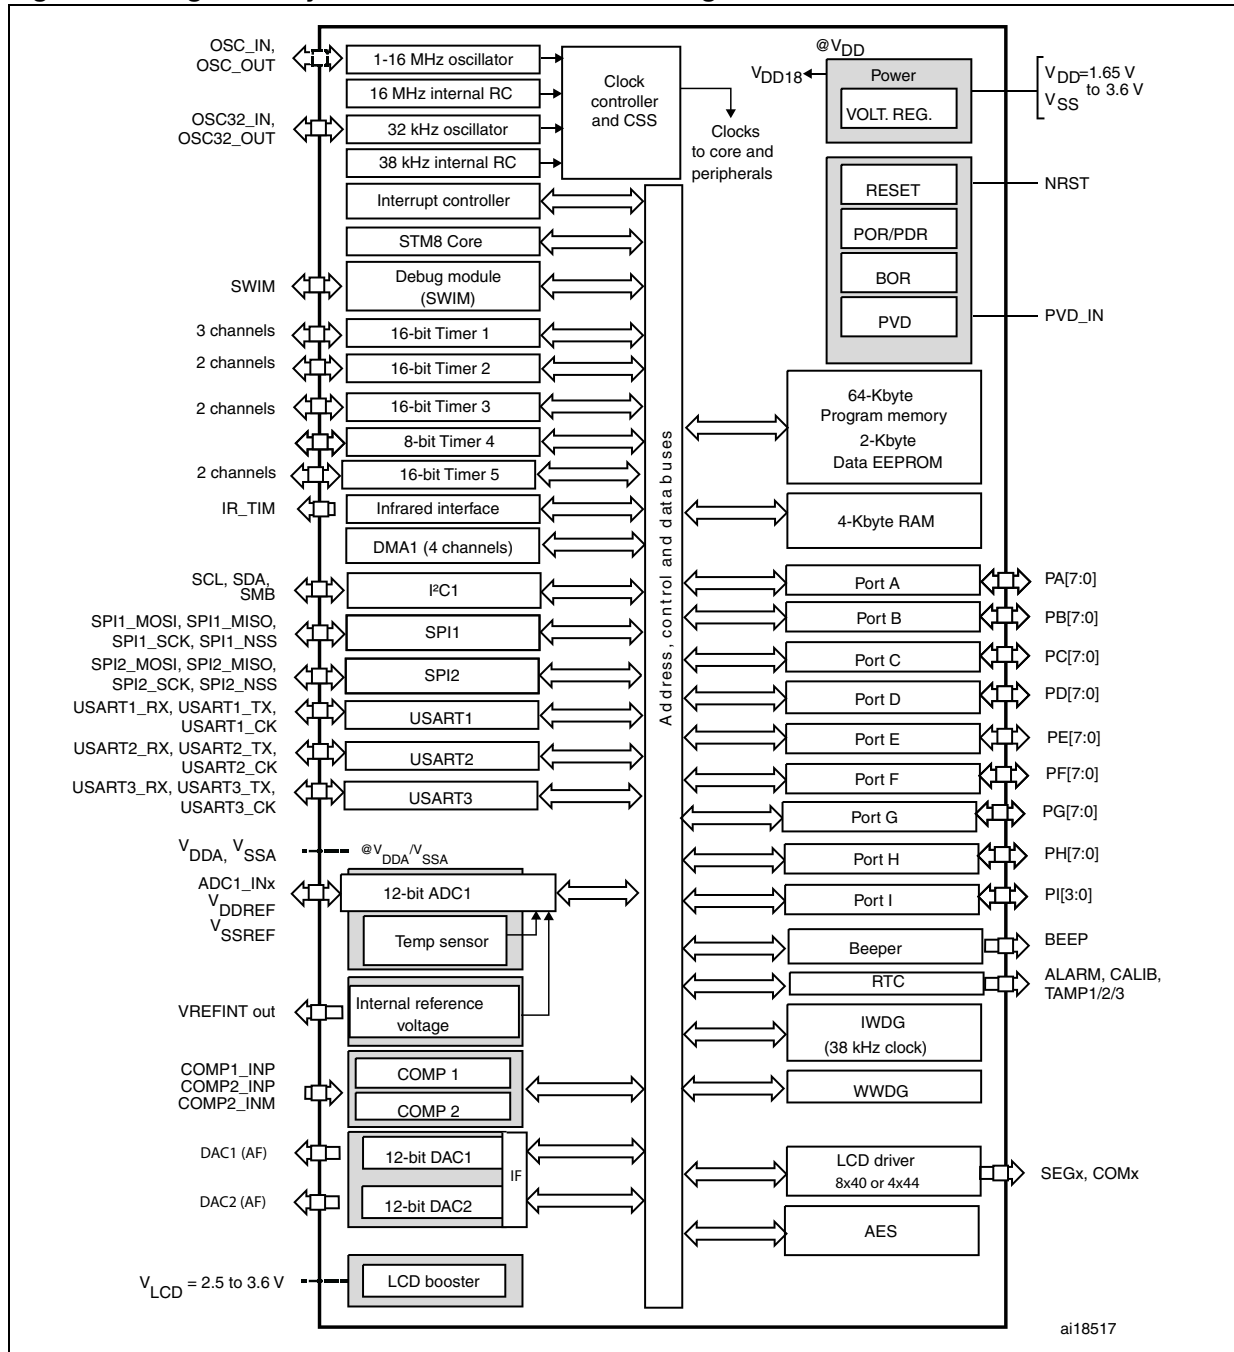 OSC_IN,
OSC_OUT
1-16 MHz oscillator
16 MHz internal RC
OSC32_IN,
OSC32_OUT
32 kHz oscillator
38 kHz internal RC
Clock
controller
and CSS
Clocks
to core and
peripherals
@VDD
VDD18
Power
VOLT. REG.
VDD=1.65 V
to 3.6 V
VSS
RESET
NRST
POR/PDR
BOR
PVD
PVD_IN
Interrupt controller
STM8 Core
SWIM
Debug module
(SWIM)
3 channels
16-bit Timer 1
2 channels
16-bit Timer 2
2 channels
16-bit Timer 3
8-bit Timer 4
2 channels
16-bit Timer 5
IR_TIM
Infrared interface
DMA1 (4 channels)
SCL, SDA,
SMB
I²C1
SPI1_MOSI, SPI1_MISO,
SPI1_SCK, SPI1_NSS
SPI1
SPI2_MOSI, SPI2_MISO,
SPI2_SCK, SPI2_NSS
SPI2
USART1_RX, USART1_TX,
USART1_CK
USART1
USART2_RX, USART2_TX,
USART2_CK
USART2
USART3_RX, USART3_TX,
USART3_CK
USART3
VDDA, VSSA
@VDDA/VSSA
ADC1_INx
VDDREF
VSSREF
12-bit ADC1
Temp sensor
VREFINT out
Internal reference
voltage
COMP1_INP
COMP2_INP
COMP2_INM
COMP 1
COMP 2
DAC1 (AF)
12-bit DAC1
IF
DAC2 (AF)
12-bit DAC2
VLCD = 2.5 to 3.6 V
LCD booster
Address, control and data buses
64-Kbyte
Program memory
2-Kbyte
Data EEPROM
4-Kbyte RAM
Port A
PA[7:0]
Port B
PB[7:0]
Port C
PC[7:0]
Port D
PD[7:0]
Port E
PE[7:0]
Port F
PF[7:0]
Port G
PG[7:0]
Port H
PH[7:0]
Port I
PI[3:0]
Beeper
BEEP
RTC
ALARM, CALIB,
TAMP1/2/3
IWDG
(38 kHz clock)
WWDG
LCD driver
8x40 or 4x44
SEGx, COMx
AES
ai18517